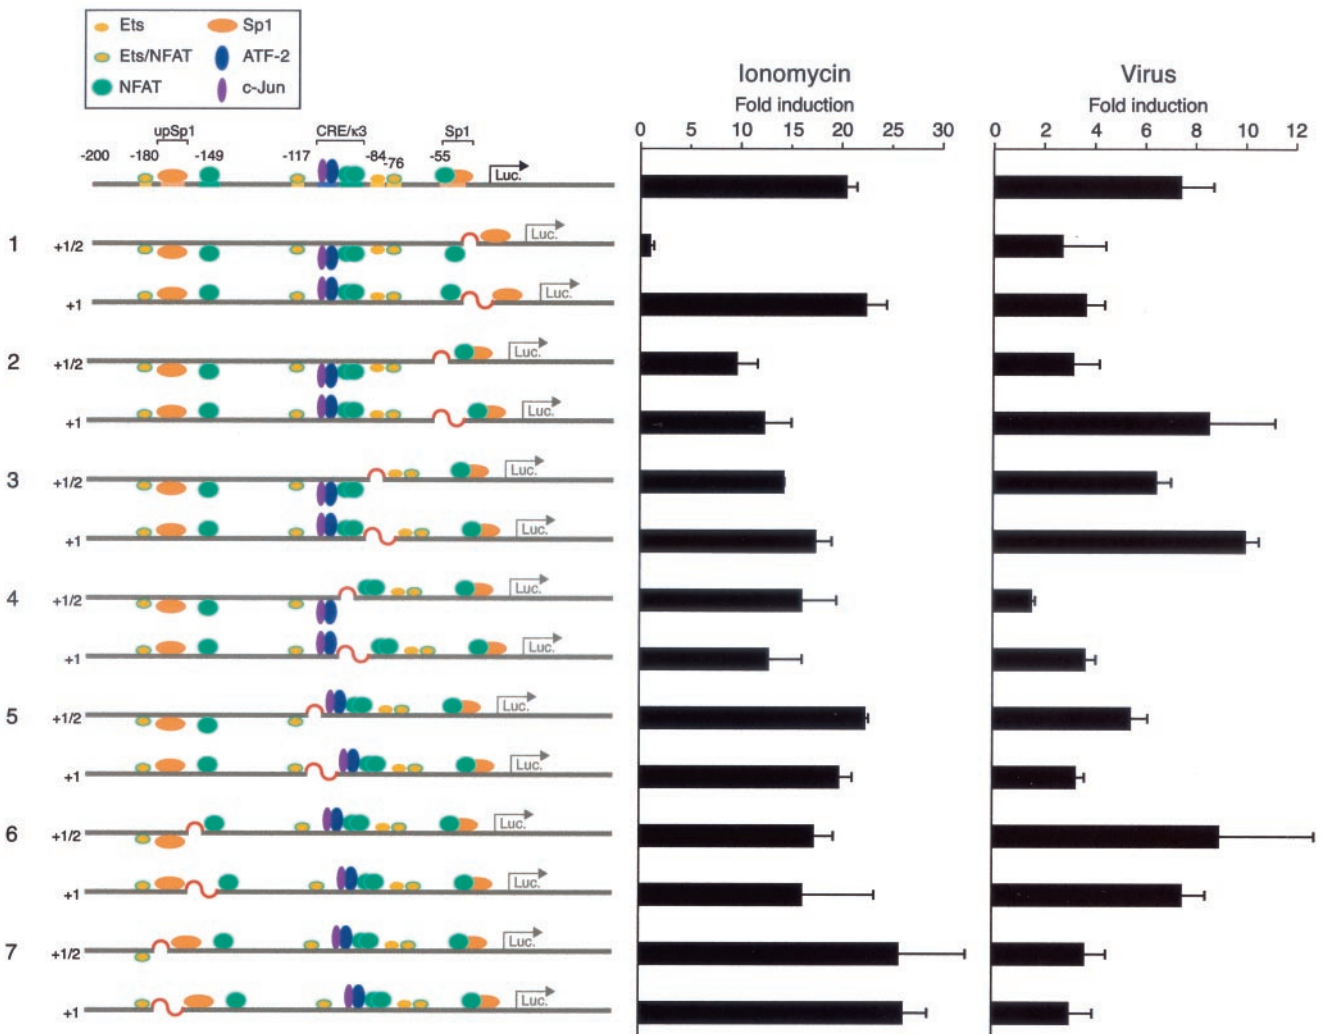 Ets Sp1
Ets/NFAT ATF-2
NFAT c-Jun
Ionomycin Virus
Fold induction Fold induction
0 5 10 15 20 25 30 0 2 4 6 8 10 12
upSp1 CRE/κ3 Sp1
-200 -180 -149 -117 -84 -76 -55
Luc.
1 +1/2 Luc.
+1 Luc.
2 +1/2 Luc.
+1 Luc.
3 +1/2 Luc.
+1 Luc.
4 +1/2 Luc.
+1 Luc.
5 +1/2 Luc.
+1 Luc.
6 +1/2 Luc.
+1 Luc.
7 +1/2 Luc.
+1 Luc.